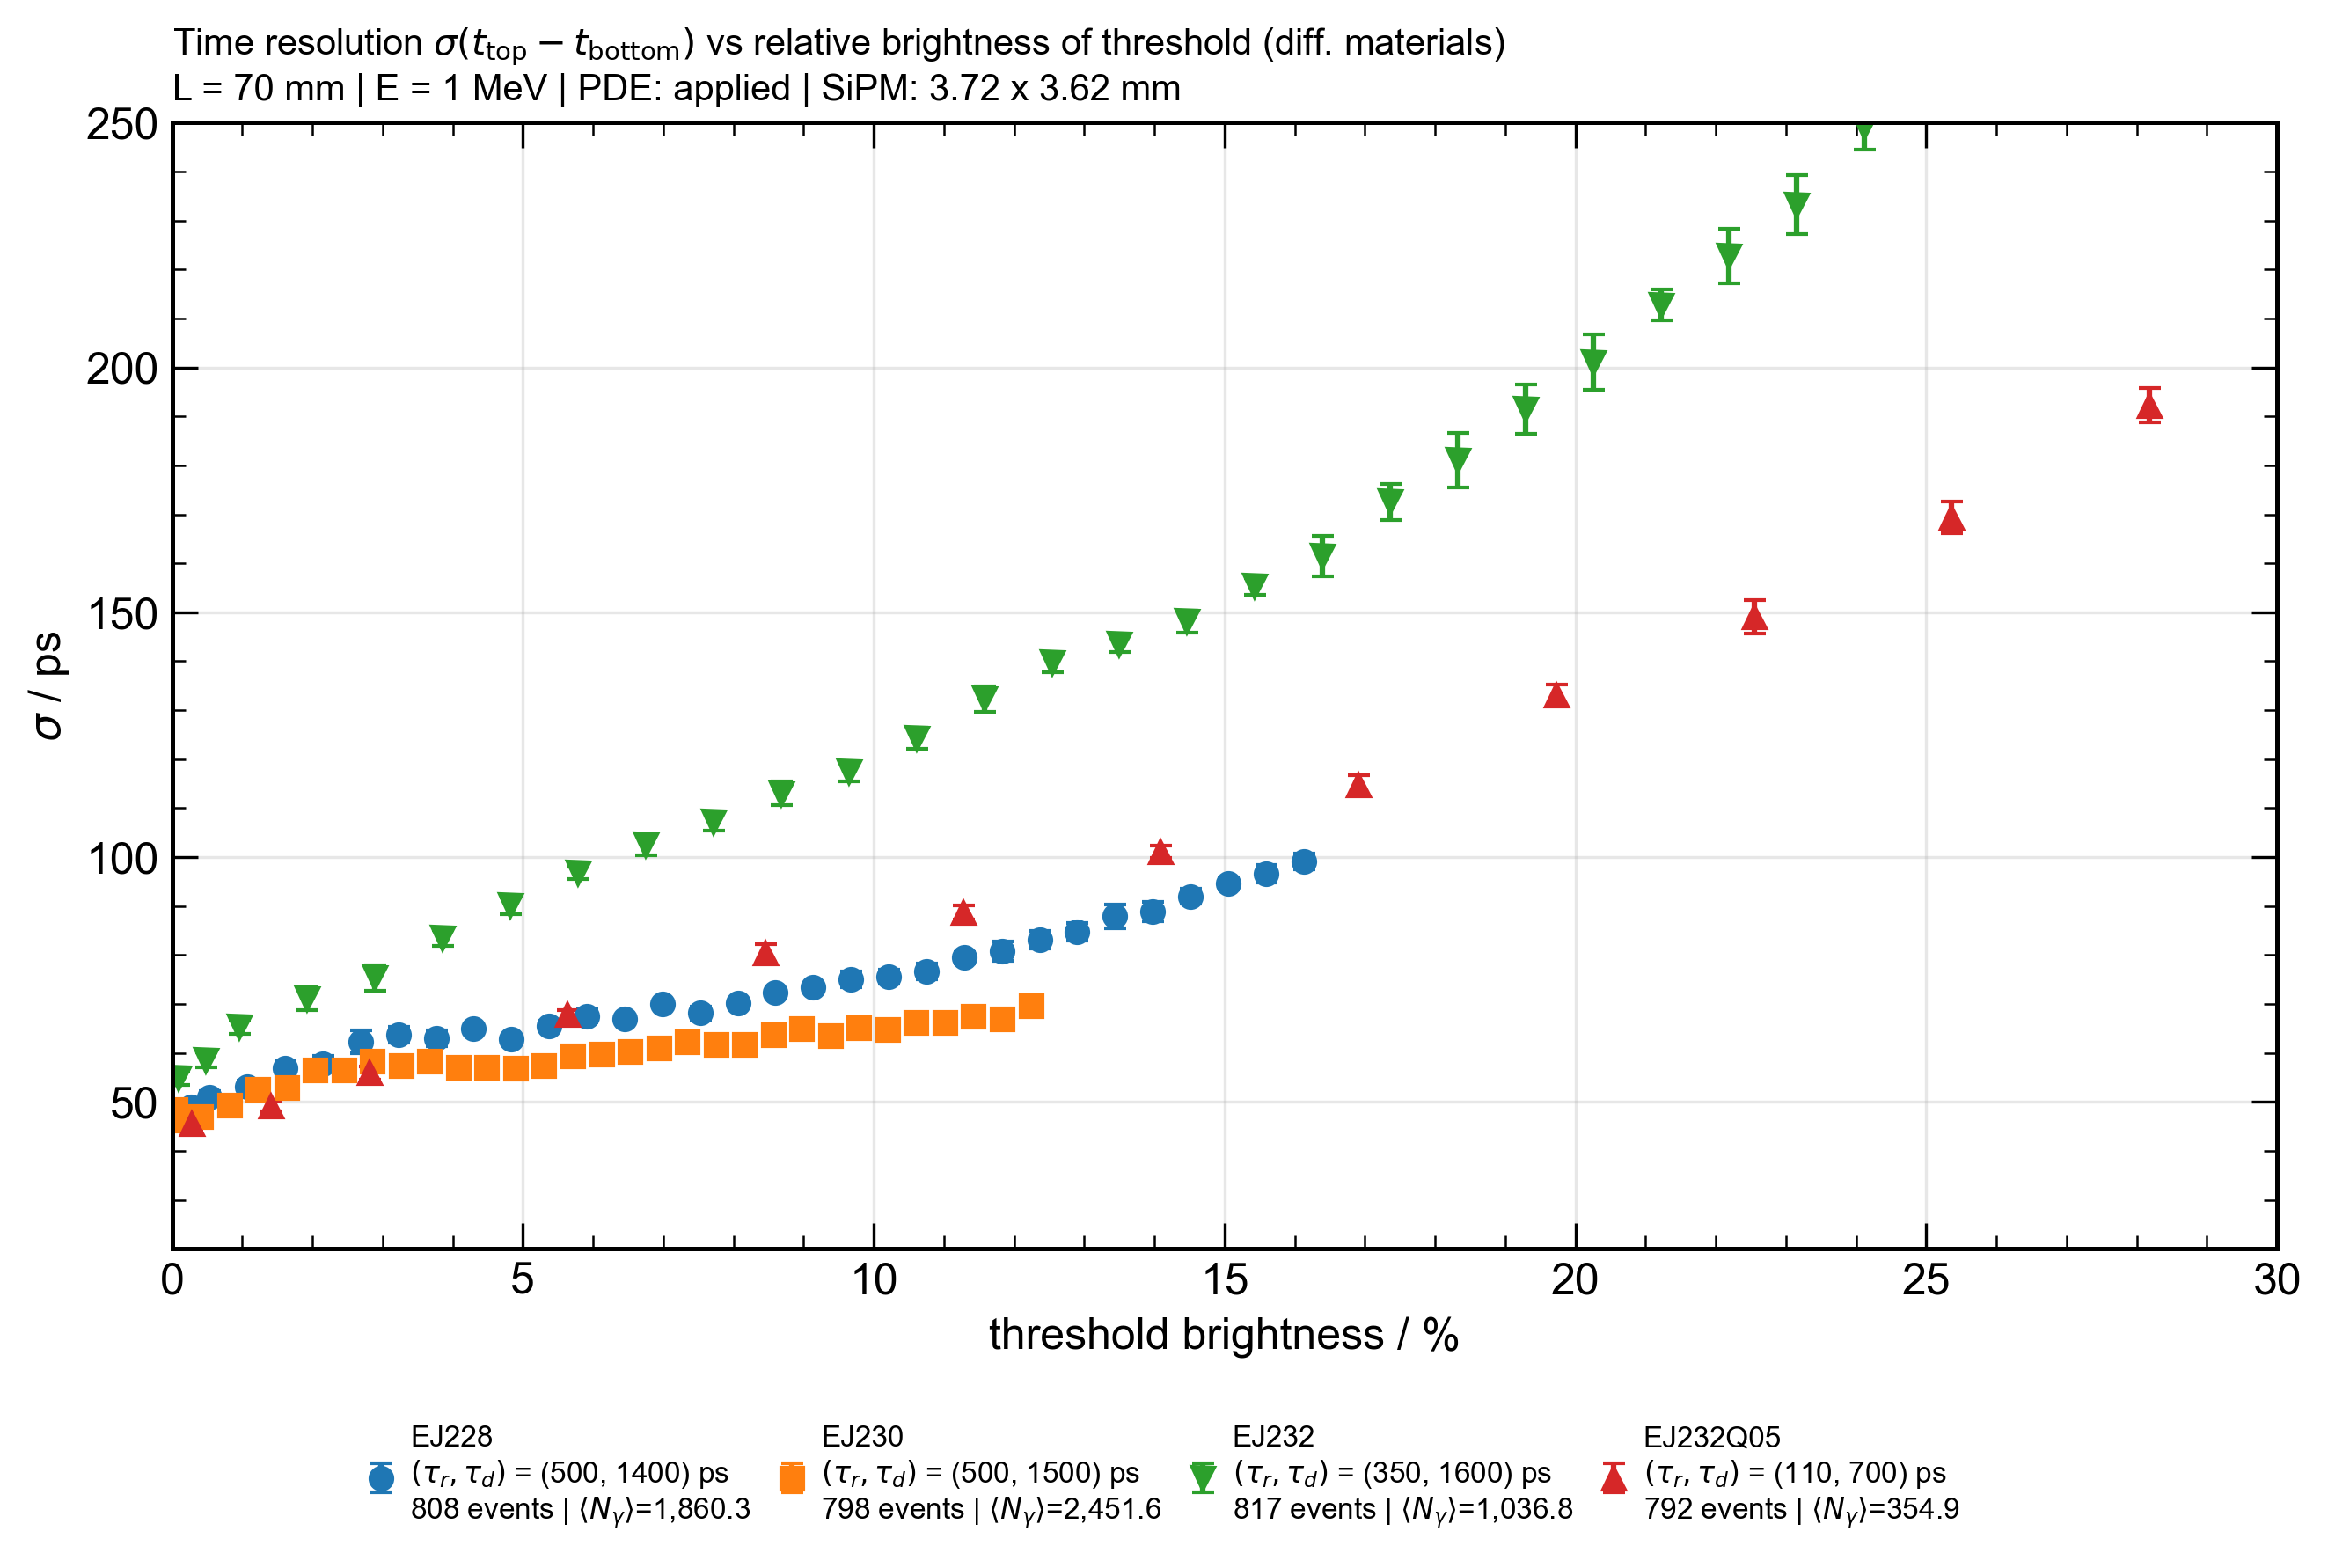 Time resolution σ(t_top − t_bottom) vs relative brightness of threshold (diff. materials)
L = 70 mm | E = 1 MeV | PDE: applied | SiPM: 3.72 x 3.62 mm
250
200
150
100
50
σ / ps
0 5 10 15 20 25 30
threshold brightness / %
EJ228
(τ_r, τ_d) = (500, 1400) ps
808 events | ⟨N_γ⟩=1,860.3
EJ230
(τ_r, τ_d) = (500, 1500) ps
798 events | ⟨N_γ⟩=2,451.6
EJ232
(τ_r, τ_d) = (350, 1600) ps
817 events | ⟨N_γ⟩=1,036.8
EJ232Q05
(τ_r, τ_d) = (110, 700) ps
792 events | ⟨N_γ⟩=354.9